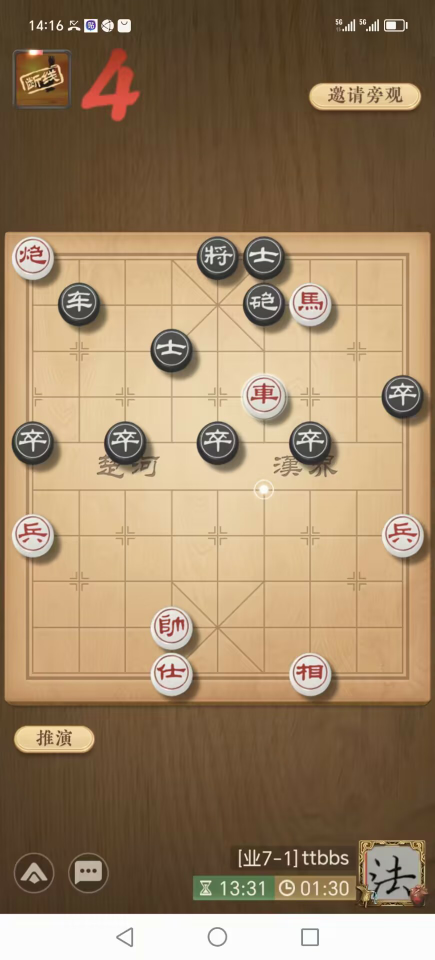 14:16 5G 5G
断线
4
邀请旁观
炮 將 士
车 砲 馬
士
車 卒
卒 卒 卒 卒
楚河 漢界
兵 兵
帥
仕 相
推演
[业7-1]ttbbs
13:31 01:30
法